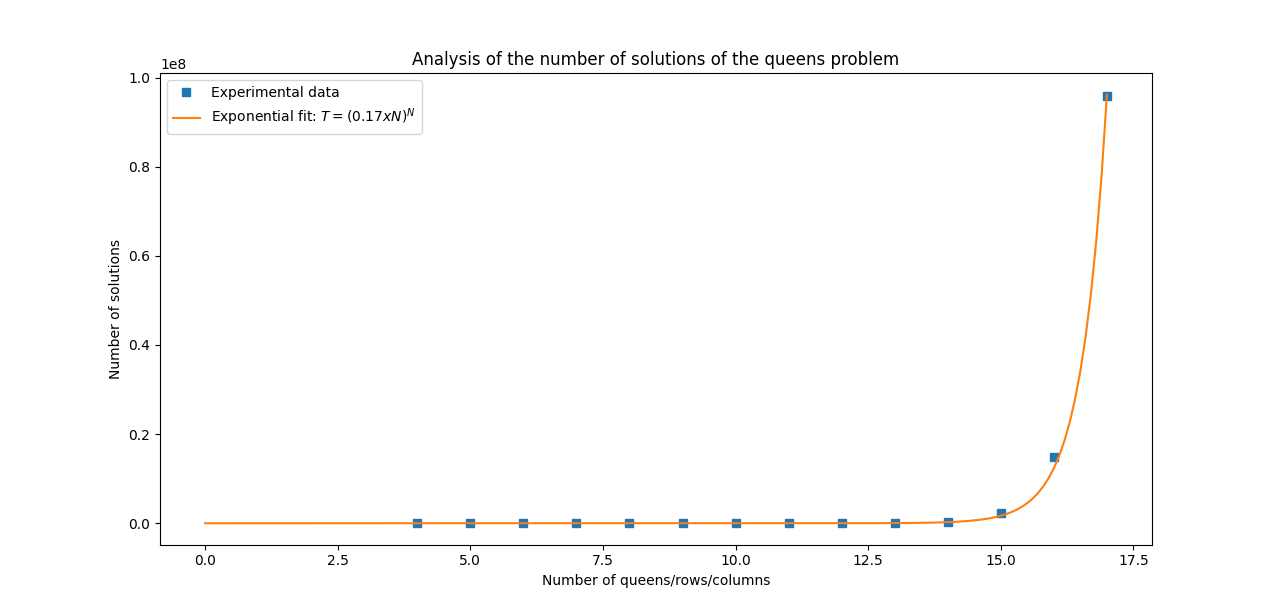 Analysis of the number of solutions of the queens problem
1e8
1.0
0.8
0.6
0.4
0.2
0.0
Number of solutions
Experimental data
Exponential fit: T = (0.17xN)^N
0.0 2.5 5.0 7.5 10.0 12.5 15.0 17.5
Number of queens/rows/columns